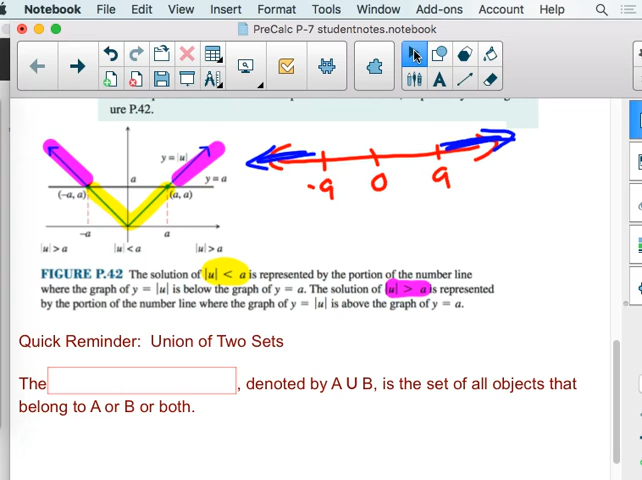 Notebook File Edit View Insert Format Tools Window Add-ons Account Help
PreCalc P-7 studentnotes.notebook
ure P.42.
a
y = |u|
y = a
(-a, a)
(a, a)
-a
a
|u| > a
|u| < a
|u| > a
-9 0 9
FIGURE P.42 The solution of |u| < a is represented by the portion of the number line
where the graph of y = |u| is below the graph of y = a. The solution of |u| > a is represented
by the portion of the number line where the graph of y = |u| is above the graph of y = a.
Quick Reminder: Union of Two Sets
The , denoted by A U B, is the set of all objects that
belong to A or B or both.